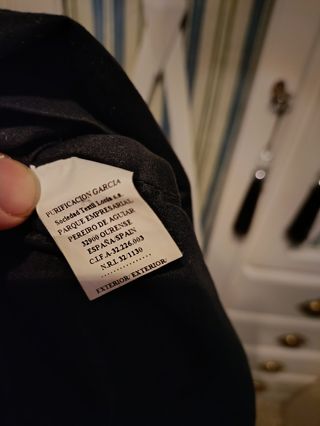 PURIFICACION GARCIA
Sociedad Textil Lonia s.a.
PARQUE EMPRESARIAL
PEREIRO DE AGUIAR
32900 OURENSE
ESPAÑA/SPAIN
C.I.F A-32.226.003
N.R.I. 32/1130
................
EXTERIOR/ EXTERIOR/